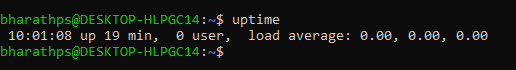 bharathps@DESKTOP-HLPGC14:~$ uptime
 10:01:08 up 19 min,  0 user,  load average: 0.00, 0.00, 0.00
bharathps@DESKTOP-HLPGC14:~$